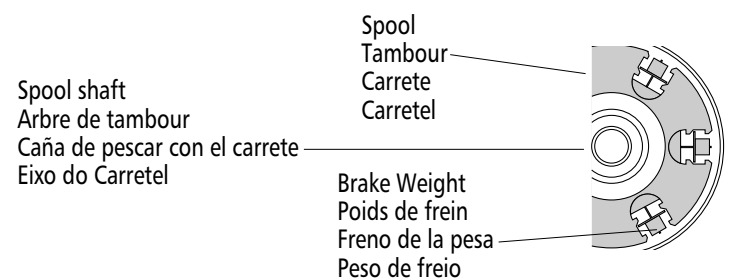 Spool
Tambour
Carrete
Carretel
Spool shaft
Arbre de tambour
Caña de pescar con el carrete
Eixo do Carretel
Brake Weight
Poids de frein
Freno de la pesa
Peso de freio